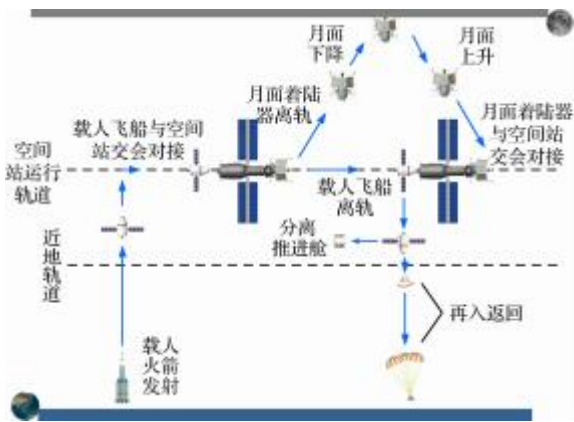 月面
下降
月面
上升
月面着陆
器离轨
月面着陆器
与空间站
交会对接
载人飞船与空间
站交会对接
空间
站运行
轨道
载人飞船
离轨
分离
推进舱
近
地
轨
道
再入返回
载人
火箭
发射